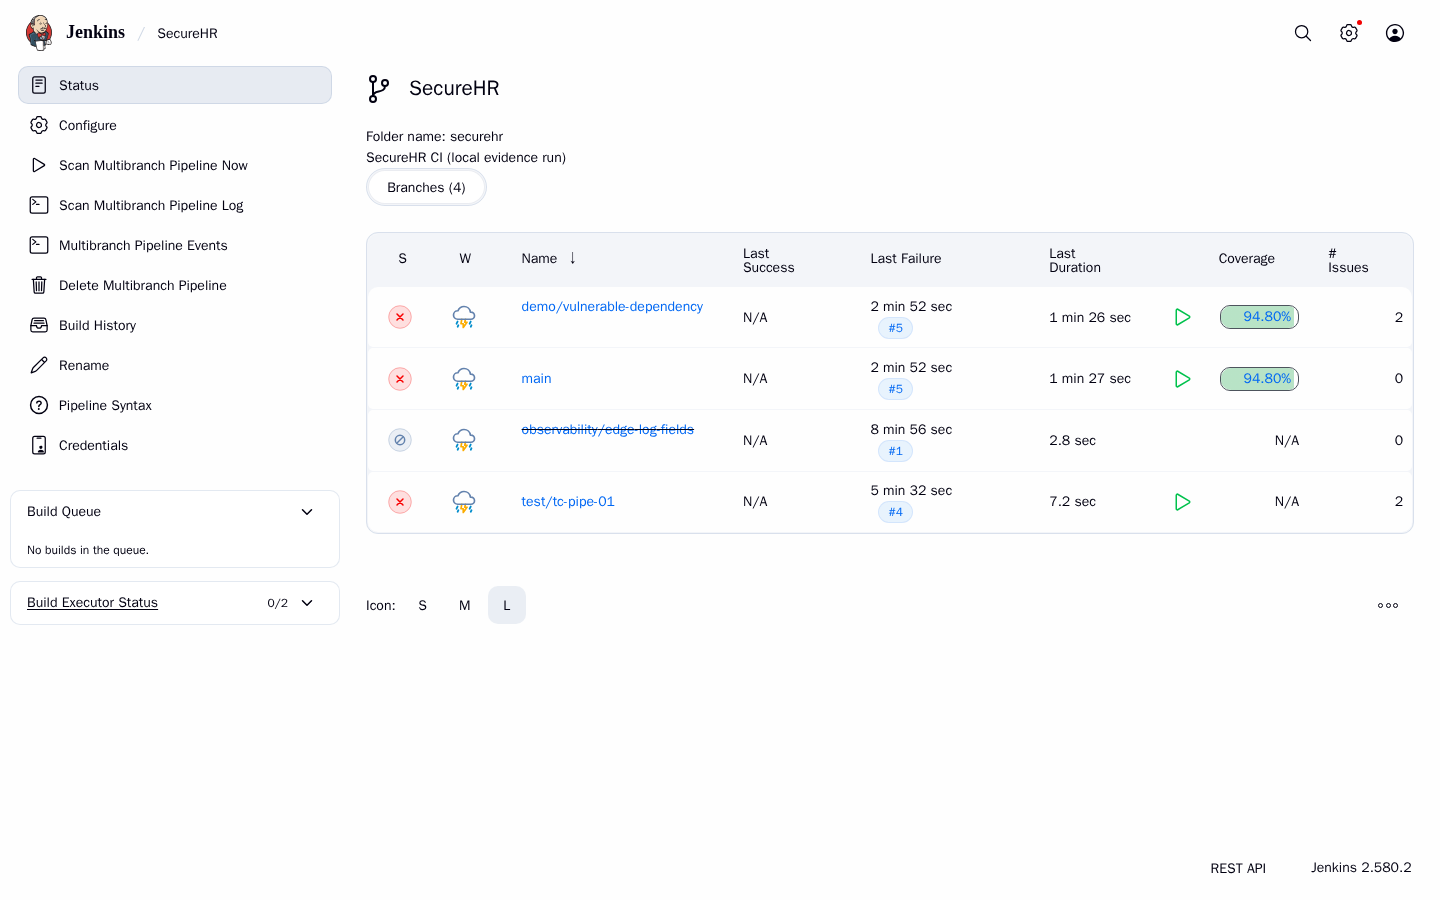 Jenkins / SecureHR
Status
Configure
Scan Multibranch Pipeline Now
Scan Multibranch Pipeline Log
Multibranch Pipeline Events
Delete Multibranch Pipeline
Build History
Rename
Pipeline Syntax
Credentials
Build Queue
No builds in the queue.
Build Executor Status 0/2
SecureHR
Folder name: securehr
SecureHR CI (local evidence run)
Branches (4)
S W Name ↓ Last Success Last Failure Last Duration Coverage # Issues
demo/vulnerable-dependency N/A 2 min 52 sec #5 1 min 26 sec 94.80% 2
main N/A 2 min 52 sec #5 1 min 27 sec 94.80% 0
observability/edge-log-fields N/A 8 min 56 sec #1 2.8 sec N/A 0
test/tc-pipe-01 N/A 5 min 32 sec #4 7.2 sec N/A 2
Icon: S M L
REST API Jenkins 2.580.2